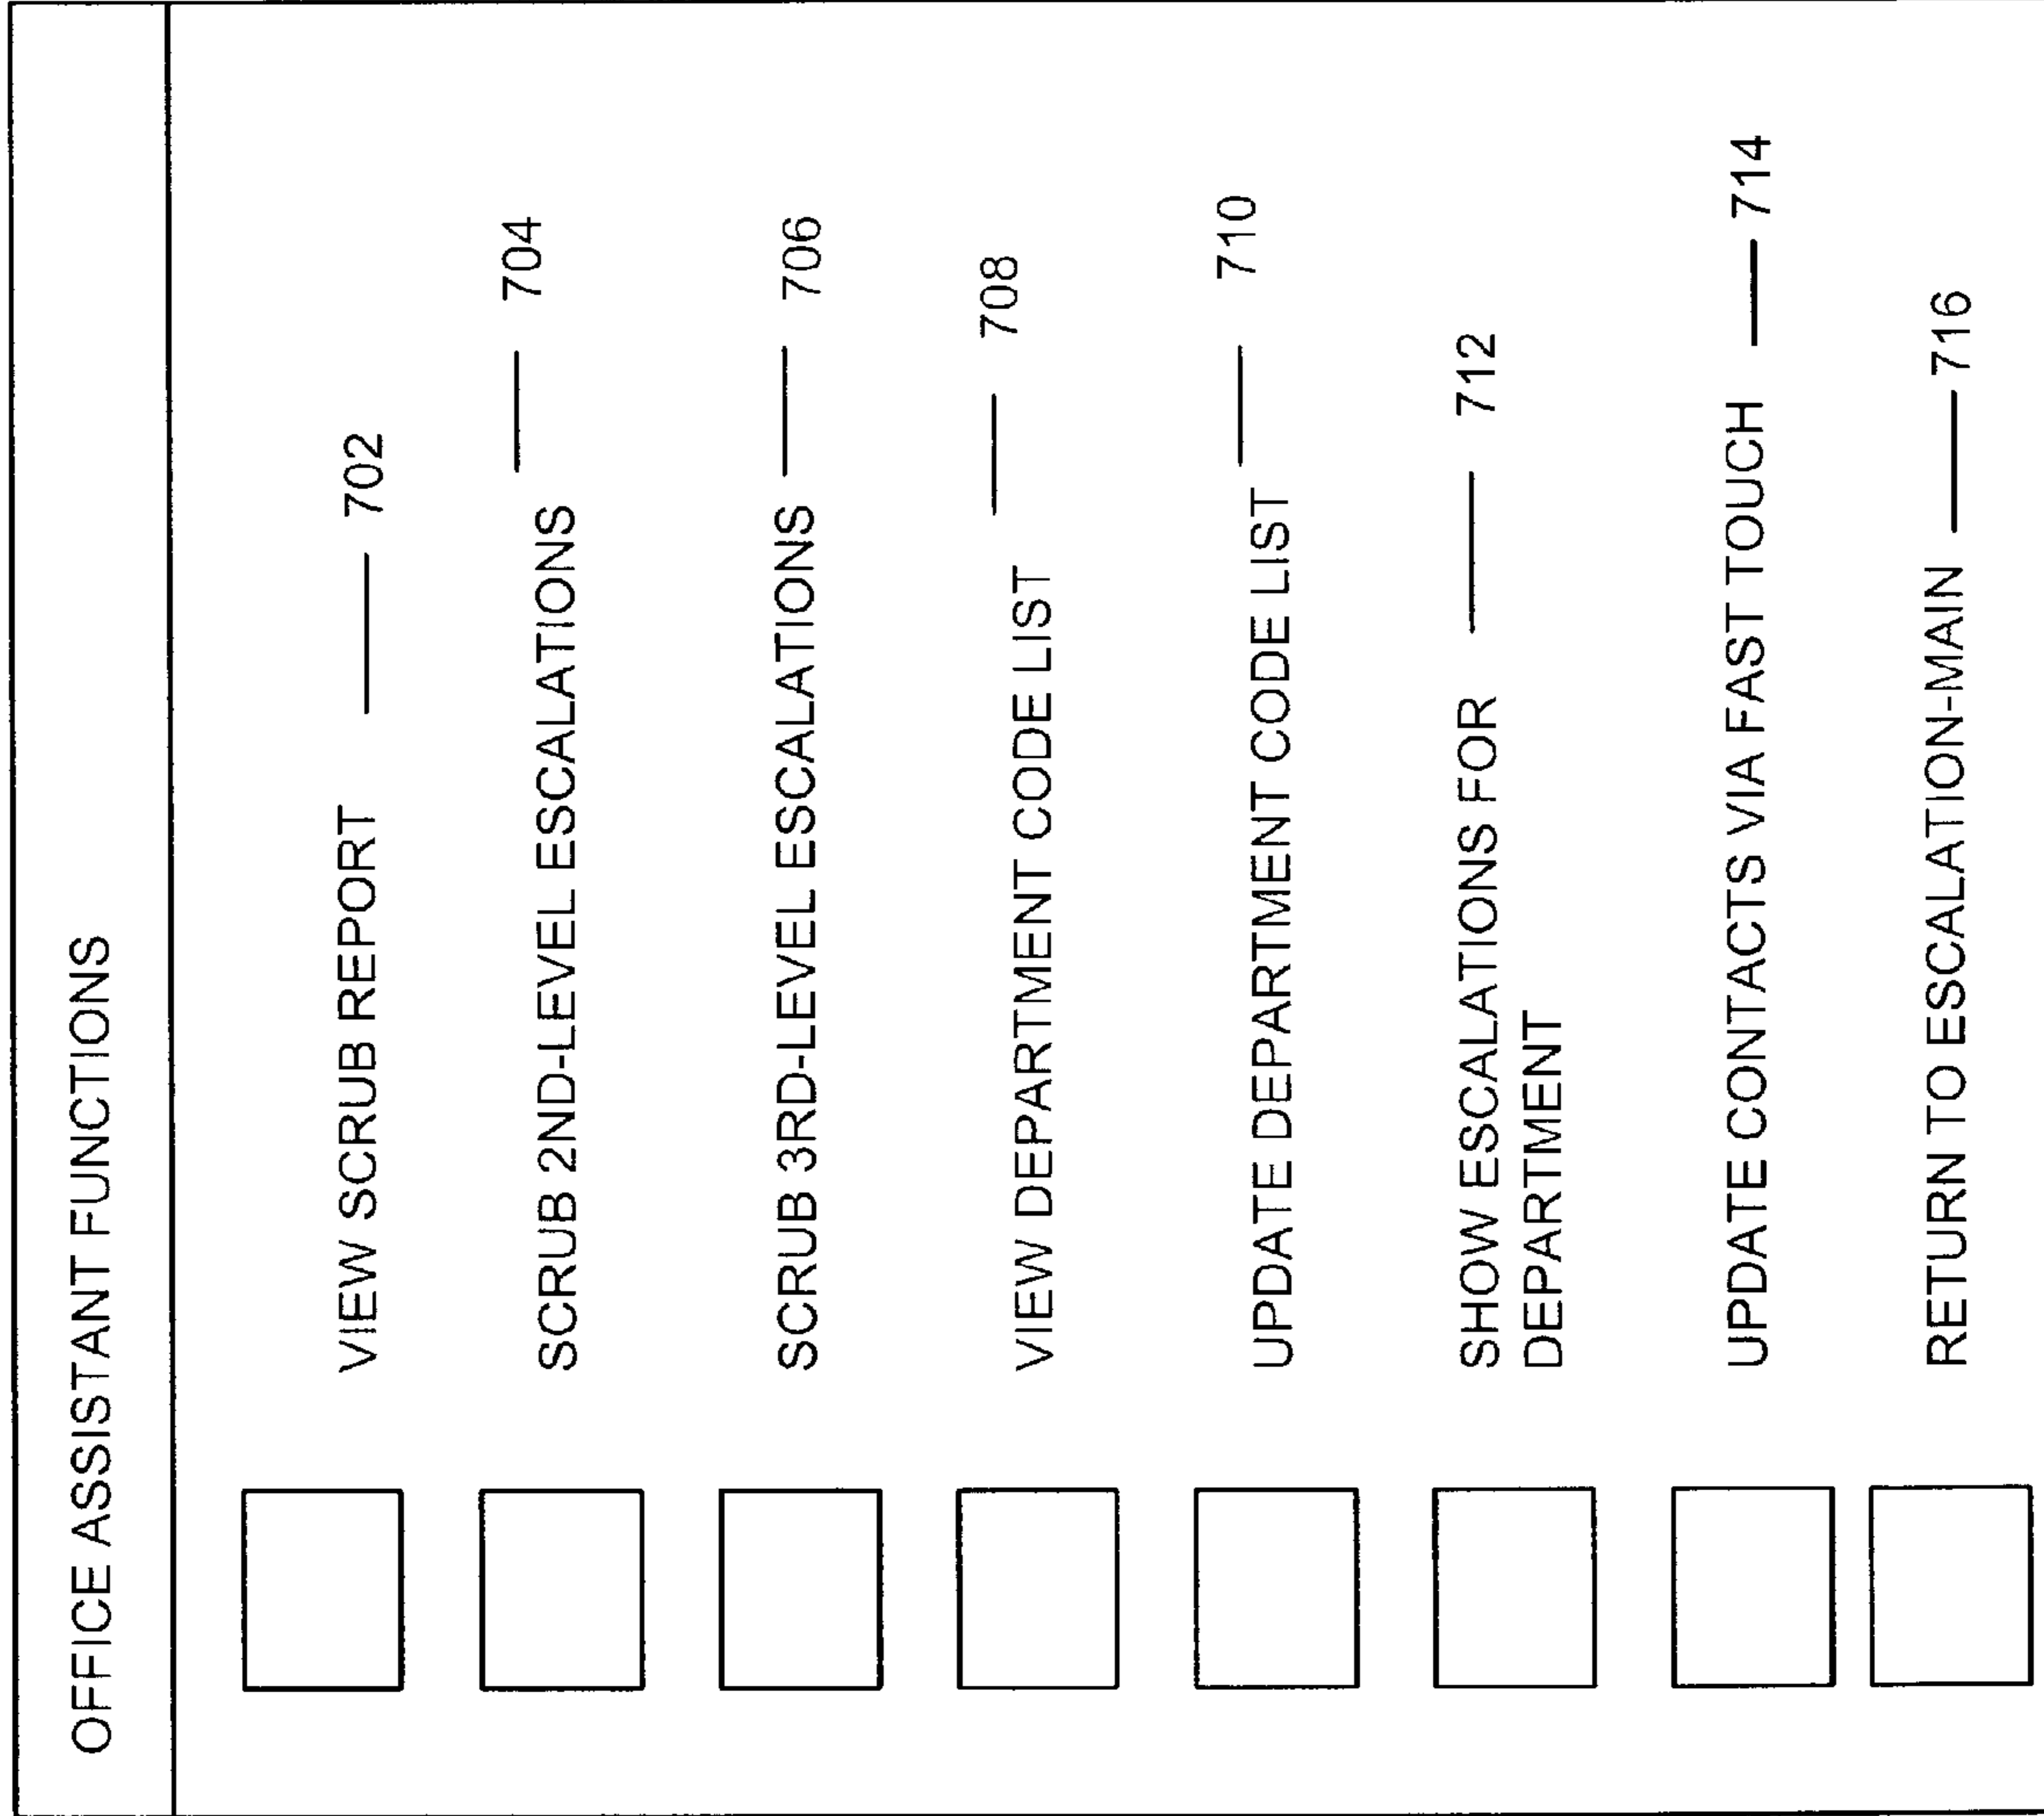 OFFICE ASSISTANT FUNCTIONS
VIEW SCRUB REPORT 702
SCRUB 2ND-LEVEL ESCALATIONS 704
SCRUB 3RD-LEVEL ESCALATIONS 706
VIEW DEPARTMENT CODE LIST 708
UPDATE DEPARTMENT CODE LIST 710
SHOW ESCALATIONS FOR 712
DEPARTMENT
UPDATE CONTACTS VIA FAST TOUCH 714
RETURN TO ESCALATION-MAIN 716